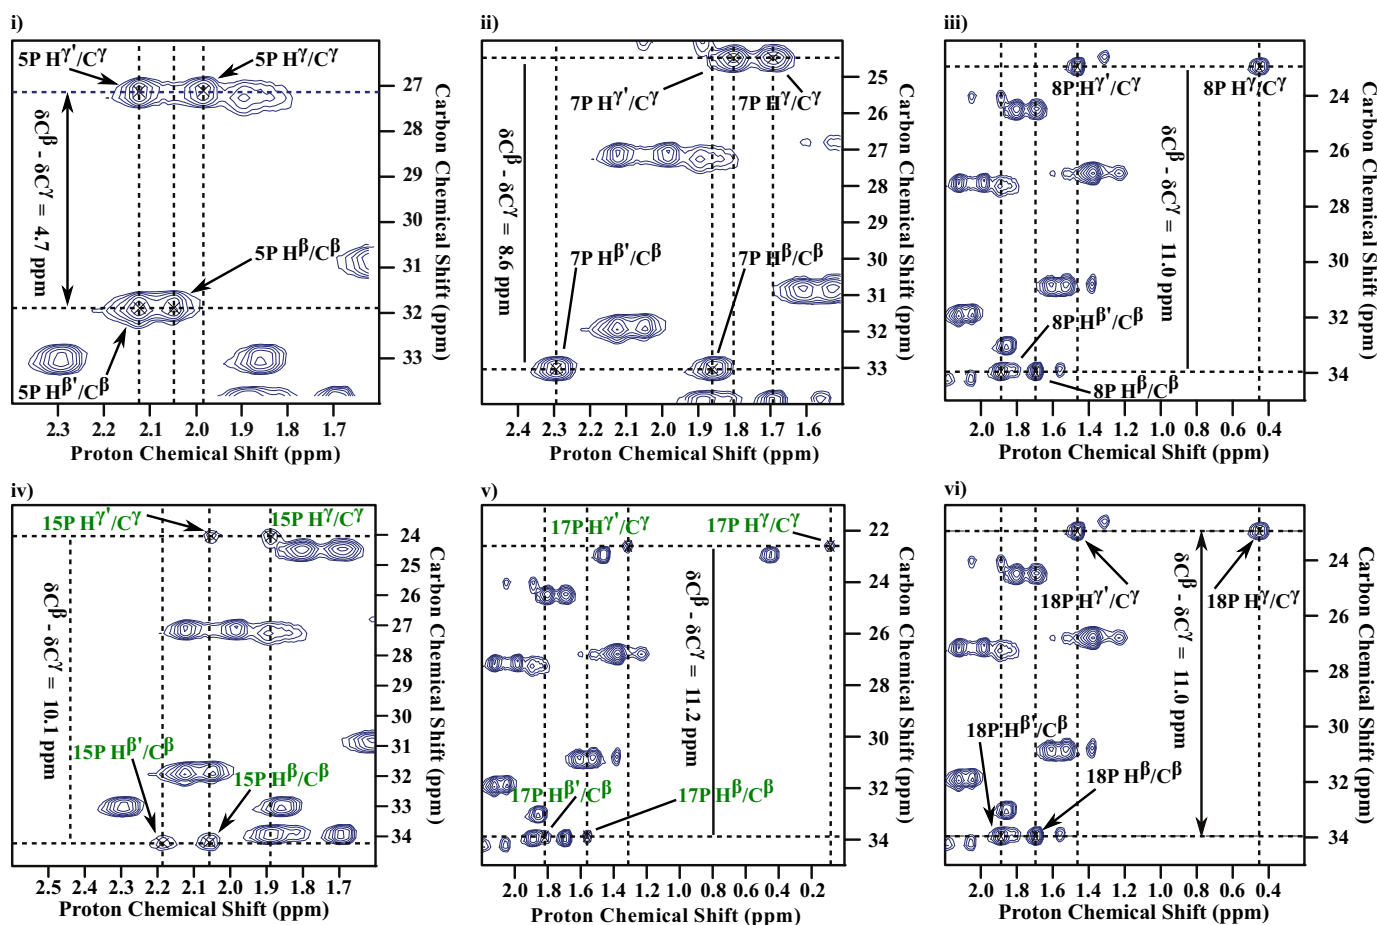 i)
5P Hγ'/Cγ
5P Hγ/Cγ
δCβ - δCγ = 4.7 ppm
5P Hβ/Cβ
5P Hβ'/Cβ
27
28
29
30
31
32
33
Carbon Chemical Shift (ppm)
2.3 2.2 2.1 2.0 1.9 1.8 1.7
Proton Chemical Shift (ppm)
ii)
7P Hγ'/Cγ
7P Hγ/Cγ
δCβ - δCγ = 8.6 ppm
7P Hβ'/Cβ
7P Hβ/Cβ
25
26
27
28
29
30
31
32
33
Carbon Chemical Shift (ppm)
2.4 2.3 2.2 2.1 2.0 1.9 1.8 1.7 1.6
Proton Chemical Shift (ppm)
iii)
8P Hγ'/Cγ
8P Hγ/Cγ
δCβ - δCγ = 11.0 ppm
8P Hβ'/Cβ
8P Hβ/Cβ
24
26
28
30
32
34
Carbon Chemical Shift (ppm)
2.0 1.8 1.6 1.4 1.2 1.0 0.8 0.6 0.4
Proton Chemical Shift (ppm)
iv)
15P Hγ'/Cγ
15P Hγ/Cγ
δCβ - δCγ = 10.1 ppm
15P Hβ'/Cβ
15P Hβ/Cβ
24
25
26
27
28
29
30
31
32
33
34
Carbon Chemical Shift (ppm)
2.5 2.4 2.3 2.2 2.1 2.0 1.9 1.8 1.7
Proton Chemical Shift (ppm)
v)
17P Hγ'/Cγ
17P Hγ/Cγ
δCβ - δCγ = 11.2 ppm
17P Hβ'/Cβ
17P Hβ/Cβ
22
24
26
28
30
32
34
Carbon Chemical Shift (ppm)
2.0 1.8 1.6 1.4 1.2 1.0 0.8 0.6 0.4 0.2
Proton Chemical Shift (ppm)
vi)
18P Hγ'/Cγ
18P Hγ/Cγ
δCβ - δCγ = 11.0 ppm
18P Hβ'/Cβ
18P Hβ/Cβ
24
26
28
30
32
34
Carbon Chemical Shift (ppm)
2.0 1.8 1.6 1.4 1.2 1.0 0.8 0.6 0.4
Proton Chemical Shift (ppm)